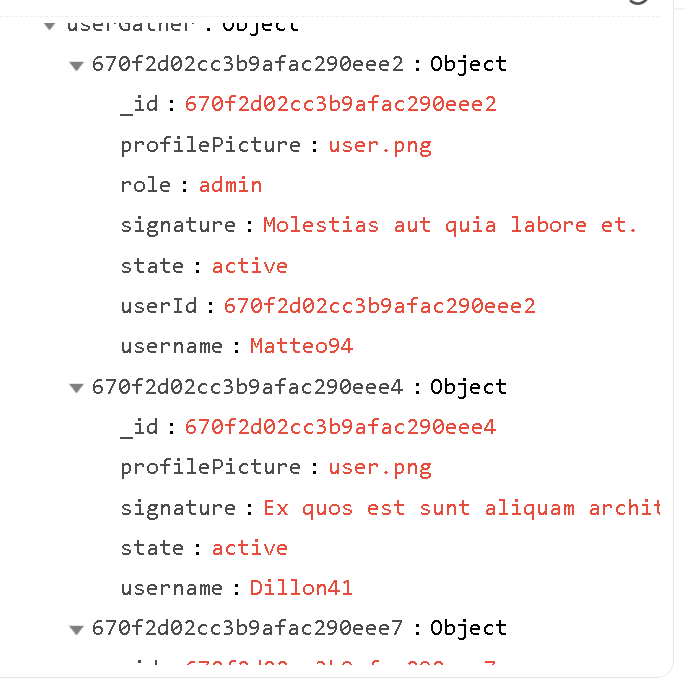 userGather : Object
670f2d02cc3b9afac290eee2 : Object
_id : 670f2d02cc3b9afac290eee2
profilePicture : user.png
role : admin
signature : Molestias aut quia labore et.
state : active
userId : 670f2d02cc3b9afac290eee2
username : Matteo94
670f2d02cc3b9afac290eee4 : Object
_id : 670f2d02cc3b9afac290eee4
profilePicture : user.png
signature : Ex quos est sunt aliquam archit
state : active
username : Dillon41
670f2d02cc3b9afac290eee7 : Object